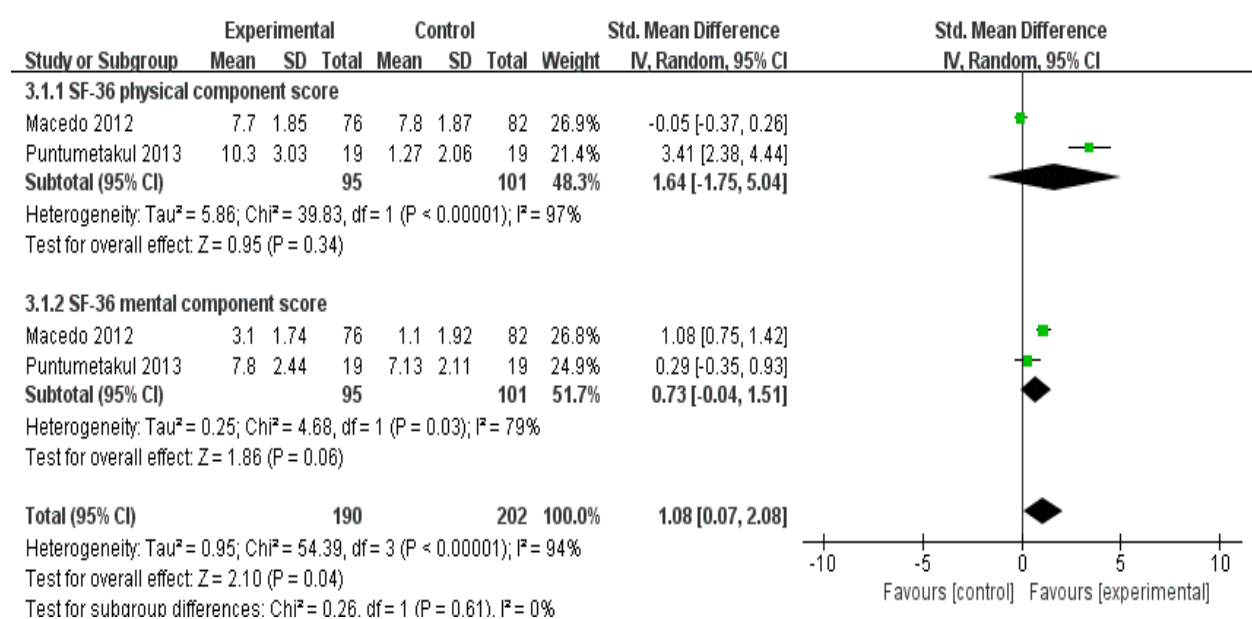 Experimental Control Std. Mean Difference Std. Mean Difference
Study or Subgroup Mean SD Total Mean SD Total Weight IV, Random, 95% CI IV, Random, 95% CI
3.1.1 SF-36 physical component score
Macedo 2012 7.7 1.85 76 7.8 1.87 82 26.9% -0.05 [-0.37, 0.26]
Puntumetakul 2013 10.3 3.03 19 1.27 2.06 19 21.4% 3.41 [2.38, 4.44]
Subtotal (95% CI) 95 101 48.3% 1.64 [-1.75, 5.04]
Heterogeneity: Tau² = 5.86; Chi² = 39.83, df = 1 (P < 0.00001); I² = 97%
Test for overall effect: Z = 0.95 (P = 0.34)
3.1.2 SF-36 mental component score
Macedo 2012 3.1 1.74 76 1.1 1.92 82 26.8% 1.08 [0.75, 1.42]
Puntumetakul 2013 7.8 2.44 19 7.13 2.11 19 24.9% 0.29 [-0.35, 0.93]
Subtotal (95% CI) 95 101 51.7% 0.73 [-0.04, 1.51]
Heterogeneity: Tau² = 0.25; Chi² = 4.68, df = 1 (P = 0.03); I² = 79%
Test for overall effect: Z = 1.86 (P = 0.06)
Total (95% CI) 190 202 100.0% 1.08 [0.07, 2.08]
Heterogeneity: Tau² = 0.95; Chi² = 54.39, df = 3 (P < 0.00001); I² = 94%
Test for overall effect: Z = 2.10 (P = 0.04)
Test for subgroup differences: Chi² = 0.26, df = 1 (P = 0.61), I² = 0%
-10 -5 0 5 10
Favours [control] Favours [experimental]